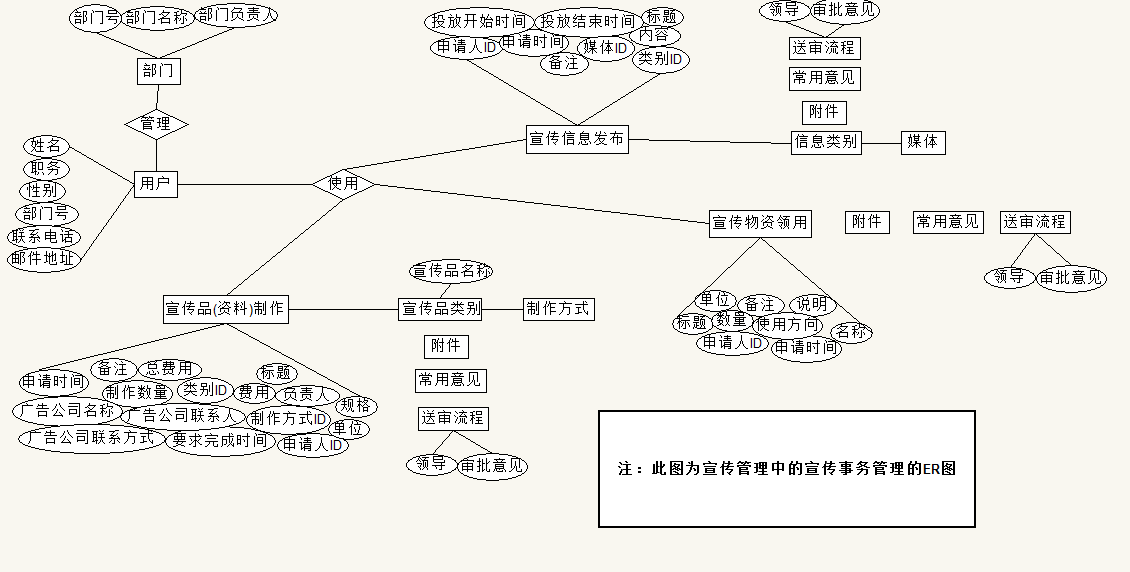 部门号
部门名称
部门负责人
部门
管理
姓名
职务
性别
部门号
联系电话
邮件地址
用户
使用
投放开始时间
投放结束时间
标题
申请人ID
申请时间
媒体ID
内容
备注
类别ID
宣传信息发布
领导
审批意见
送审流程
常用意见
附件
信息类别
媒体
宣传物资领用
附件
常用意见
送审流程
领导
审批意见
单位
备注
说明
标题
数量
使用方向
名称
申请人ID
申请时间
宣传品名称
宣传品(资料)制作
宣传品类别
制作方式
附件
常用意见
送审流程
领导
审批意见
申请时间
备注
总费用
标题
制作数量
类别ID
费用
负责人
规格
广告公司名称
广告公司联系人
制作方式ID
单位
广告公司联系方式
要求完成时间
申请人ID
注：此图为宣传管理中的宣传事务管理的ER图